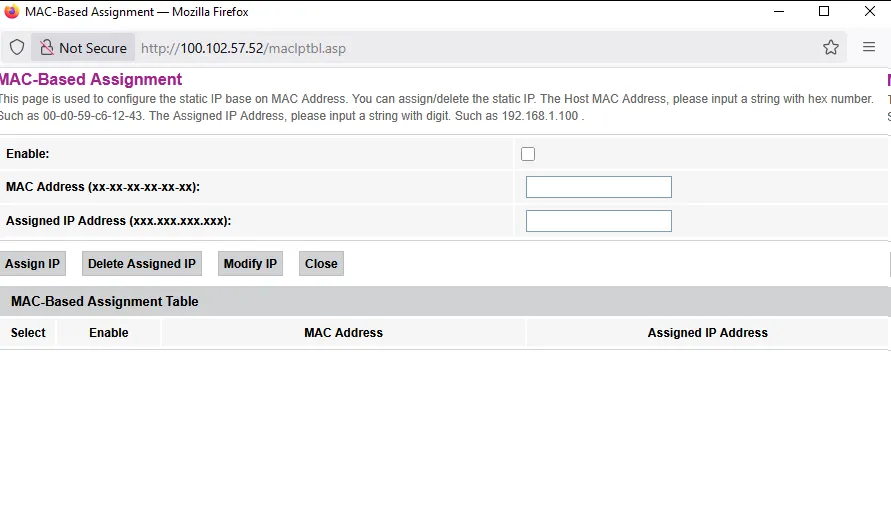 MAC-Based Assignment — Mozilla Firefox
Not Secure http://100.102.57.52/macIptbl.asp
MAC-Based Assignment
This page is used to configure the static IP base on MAC Address. You can assign/delete the static IP. The Host MAC Address, please input a string with hex number.
Such as 00-d0-59-c6-12-43. The Assigned IP Address, please input a string with digit. Such as 192.168.1.100 .
Enable:
MAC Address (xx-xx-xx-xx-xx-xx):
Assigned IP Address (xxx.xxx.xxx.xxx):
Assign IP Delete Assigned IP Modify IP Close
MAC-Based Assignment Table
Select Enable MAC Address Assigned IP Address